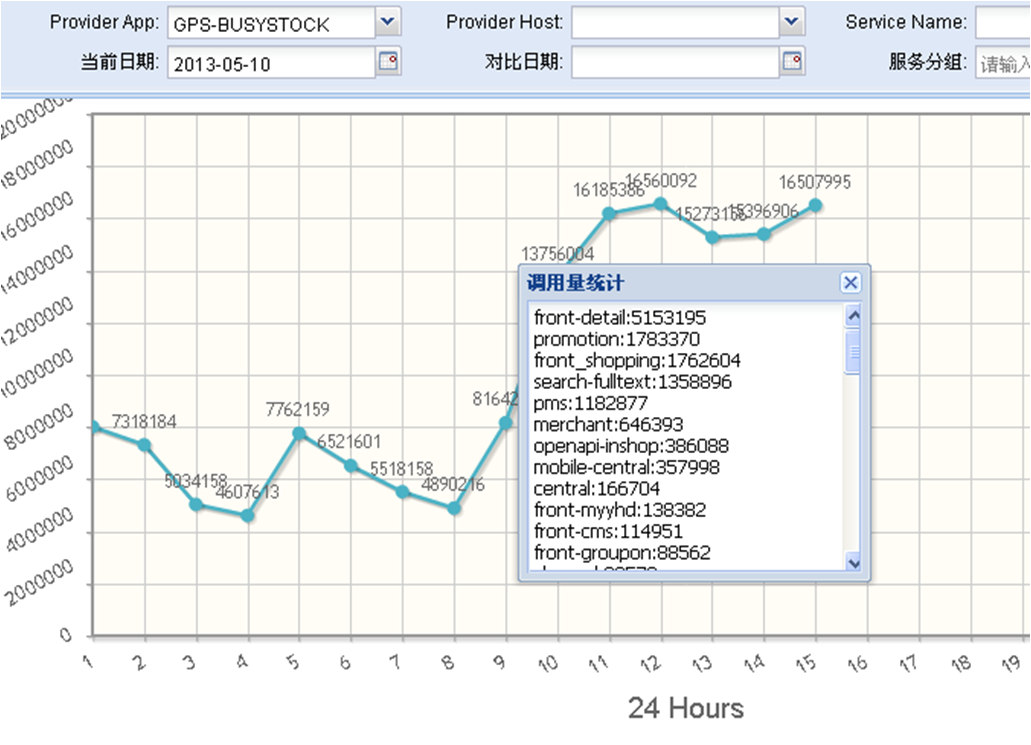 Provider App: GPS-BUSYSTOCK Provider Host: Service Name:
当前日期: 2013-05-10 对比日期: 服务分组: 请输入
20000000
18000000
16000000
14000000
12000000
10000000
8000000
6000000
4000000
2000000
0
7318184
5034158
4607613
7762159
6521601
5518158
4890216
81642
13756004
16185386
16560092
15396906
16507995
调用量统计
front-detail:5153195
promotion:1783370
front_shopping:1762604
search-fulltext:1358896
pms:1182877
merchant:646393
openapi-inshop:386088
mobile-central:357998
central:166704
front-myyhd:138382
front-cms:114951
front-groupon:88562
1 2 3 4 5 6 7 8 9 10 11 12 13 14 15 16 17 18 19
24 Hours